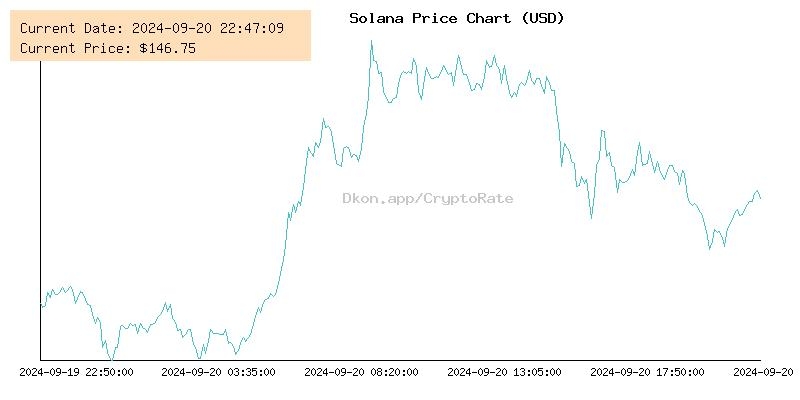 Solana Price Chart (USD)
Current Date: 2024-09-20 22:47:09
Current Price: $146.75
Dkon.app/CryptoRate
2024-09-19 22:50:00
2024-09-20 03:35:00
2024-09-20 08:20:00
2024-09-20 13:05:00
2024-09-20 17:50:00
2024-09-20